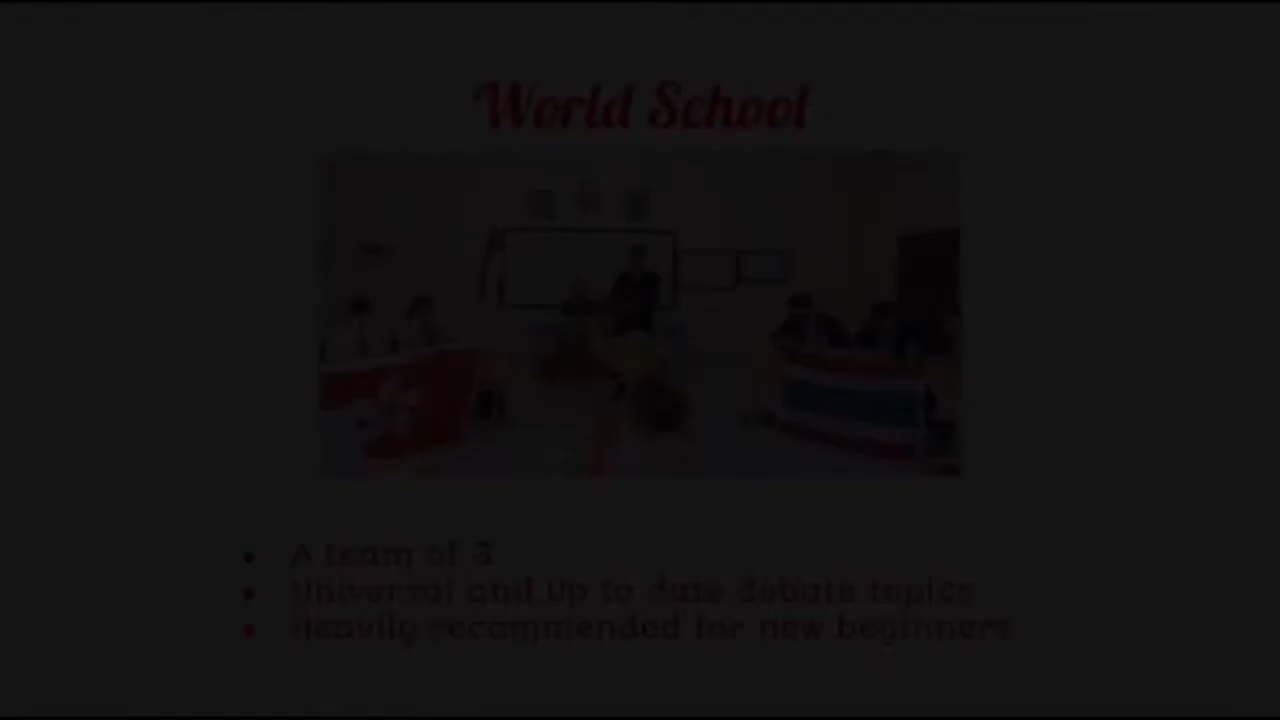 World School
• A team of 3
• Universal and up to date debate topics
• Heavily recommended for new beginners